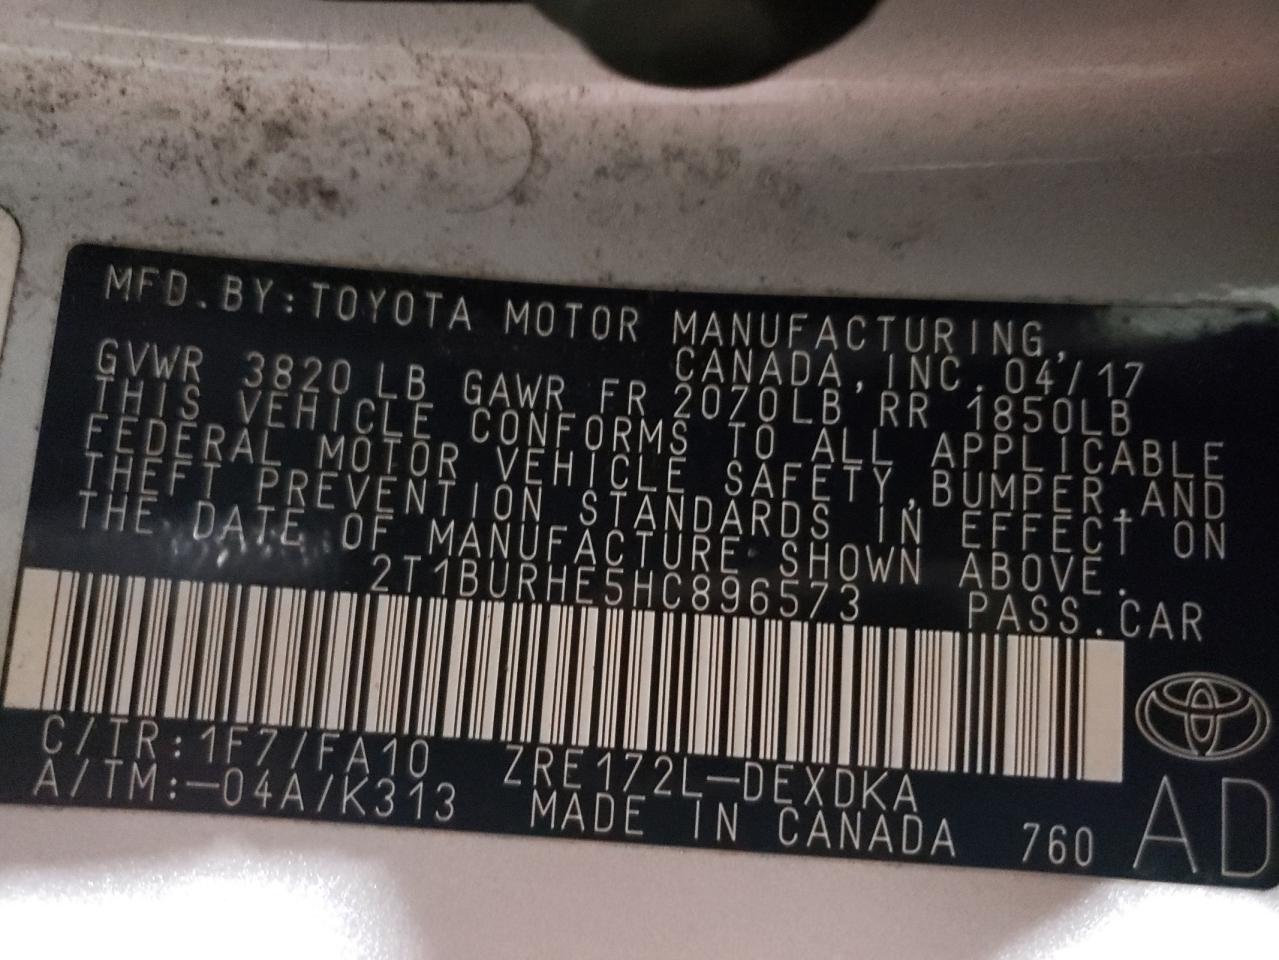 MFD.BY:TOYOTA MOTOR MANUFACTURING,
CANADA, INC. 04/17
GVWR 3820 LB GAWR FR 2070LB RR 1850LB
THIS VEHICLE CONFORMS TO ALL APPLICABLE
FEDERAL MOTOR VEHICLE SAFETY,BUMPER,AND
THEFT PREVENTION STANDARDS IN EFFECT ON
THE DATE OF MANUFACTURE SHOWN ABOVE.
2T1BURHE5HC896573 PASS.CAR
C/TR:1F7/FA10 ZRE172L-DEXDKA
A/TM:-04A/K313 MADE IN CANADA 760
AD